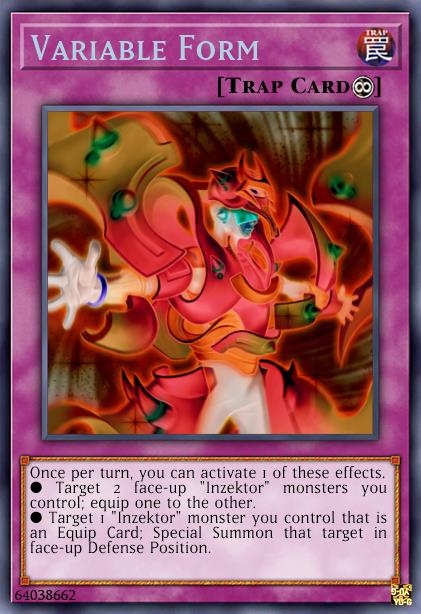 VARIABLE FORM
TRAP
罠
[TRAP CARD♾]
Once per turn, you can activate 1 of these effects.
● Target 2 face-up "Inzektor" monsters you
control; equip one to the other.
● Target 1 "Inzektor" monster you control that is
an Equip Card; Special Summon that target in
face-up Defense Position.
64038662